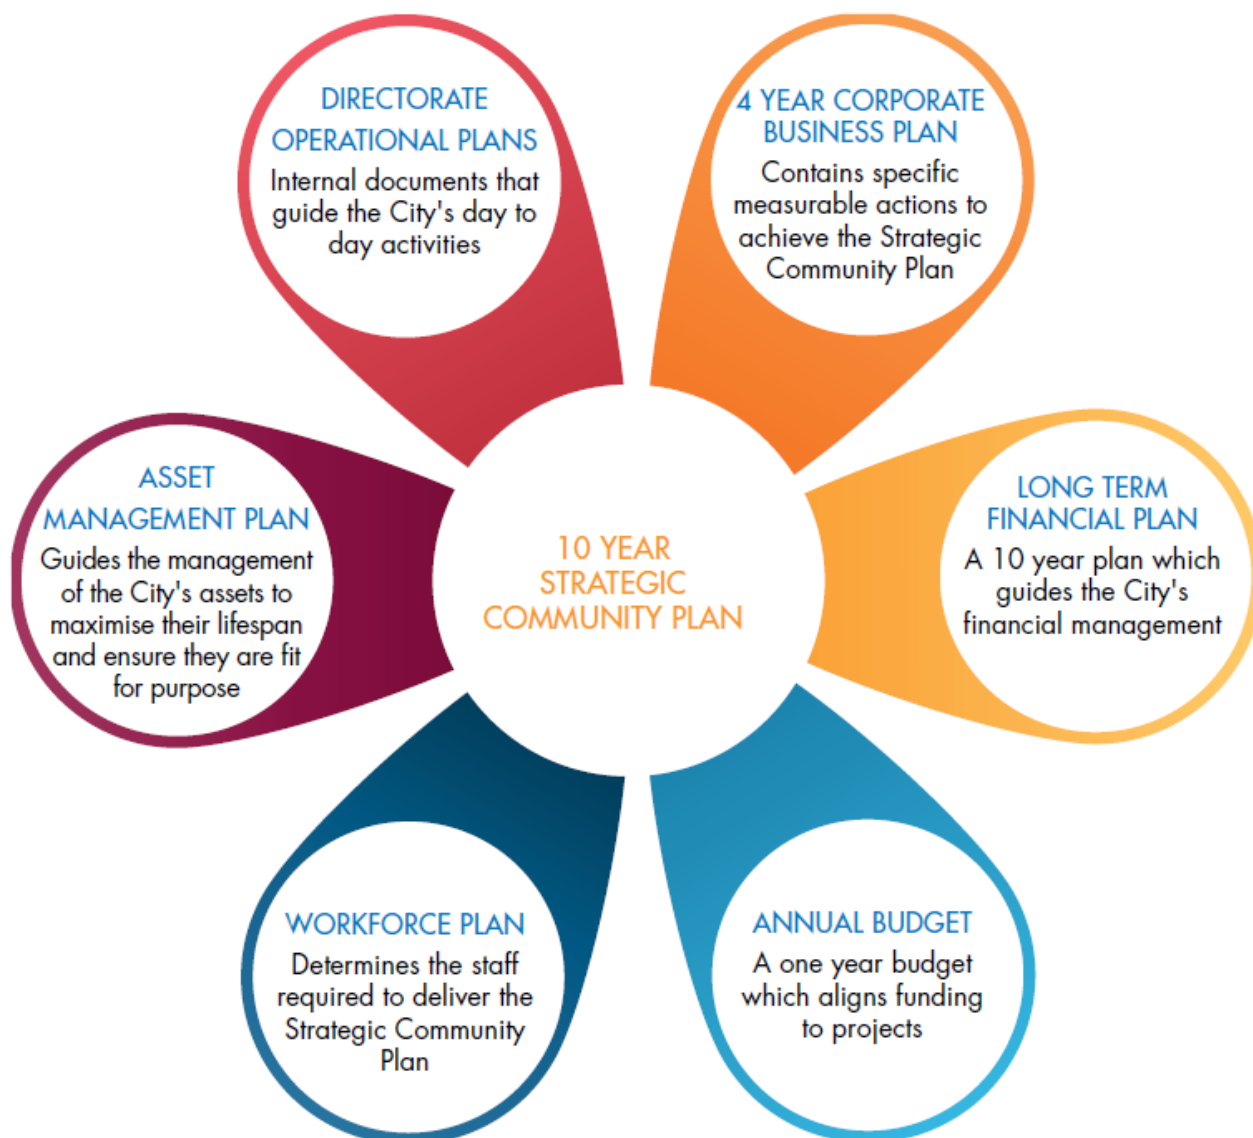 DIRECTORATE
OPERATIONAL PLANS
Internal documents that
guide the City's day to
day activities
4 YEAR CORPORATE
BUSINESS PLAN
Contains specific
measurable actions to
achieve the Strategic
Community Plan
ASSET
MANAGEMENT PLAN
Guides the management
of the City's assets to
maximise their lifespan
and ensure they are fit
for purpose
10 YEAR
STRATEGIC
COMMUNITY PLAN
LONG TERM
FINANCIAL PLAN
A 10 year plan which
guides the City's
financial management
WORKFORCE PLAN
Determines the staff
required to deliver the
Strategic Community
Plan
ANNUAL BUDGET
A one year budget
which aligns funding
to projects